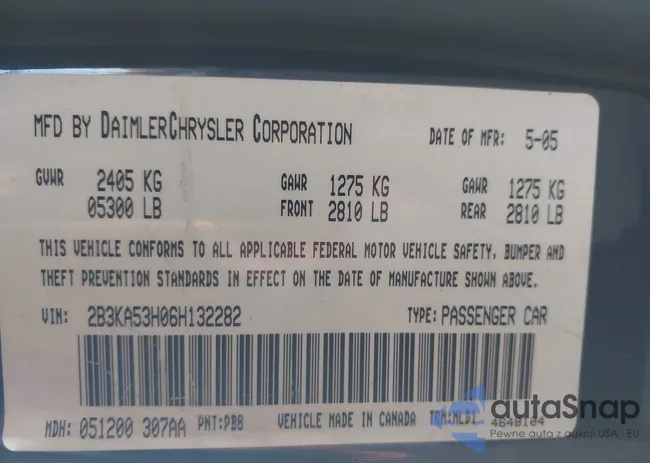 MFD BY DAIMLERCHRYSLER CORPORATION DATE OF MFR: 5-05
GVWR 2405 KG GAWR 1275 KG GAWR 1275 KG
05300 LB FRONT 2810 LB REAR 2810 LB
THIS VEHICLE CONFORMS TO ALL APPLICABLE FEDERAL MOTOR VEHICLE SAFETY, BUMPER AND
THEFT PREVENTION STANDARDS IN EFFECT ON THE DATE OF MANUFACTURE SHOWN ABOVE.
VIN: 2B3KA53H06H132282 TYPE: PASSENGER CAR
MDH: 051200 307AA PNT:PB8 VEHICLE MADE IN CANADA
4648104
autaSnap
Pewne auta z aukcji USA i EU